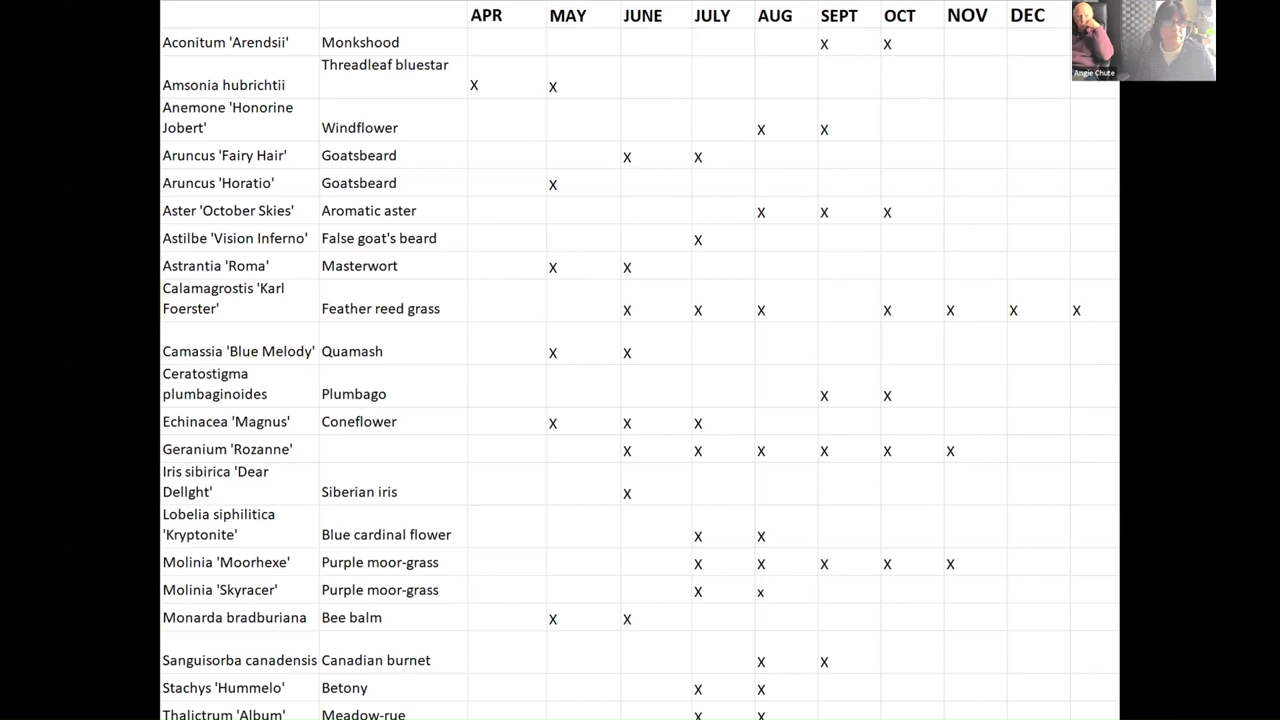 APR MAY JUNE JULY AUG SEPT OCT NOV DEC
Aconitum 'Arendsii' Monkshood X X
Threadleaf bluestar
Amsonia hubrichtii X X
Anemone 'Honorine
Jobert' Windflower X X
Aruncus 'Fairy Hair' Goatsbeard X X
Aruncus 'Horatio' Goatsbeard X
Aster 'October Skies' Aromatic aster X X X
Astilbe 'Vision Inferno' False goat's beard X
Astrantia 'Roma' Masterwort X X
Calamagrostis 'Karl
Foerster' Feather reed grass X X X X X X X
Camassia 'Blue Melody' Quamash X X
Ceratostigma
plumbaginoides Plumbago X X
Echinacea 'Magnus' Coneflower X X X
Geranium 'Rozanne' X X X X X X
Iris sibirica 'Dear
Dellght' Siberian iris X
Lobelia siphilitica
'Kryptonite' Blue cardinal flower X X
Molinia 'Moorhexe' Purple moor-grass X X X X X
Molinia 'Skyracer' Purple moor-grass X x
Monarda bradburiana Bee balm X X
Sanguisorba canadensis Canadian burnet X X
Stachys 'Hummelo' Betony X X
Thalictrum 'Album' Meadow-rue X X
Angie Chute